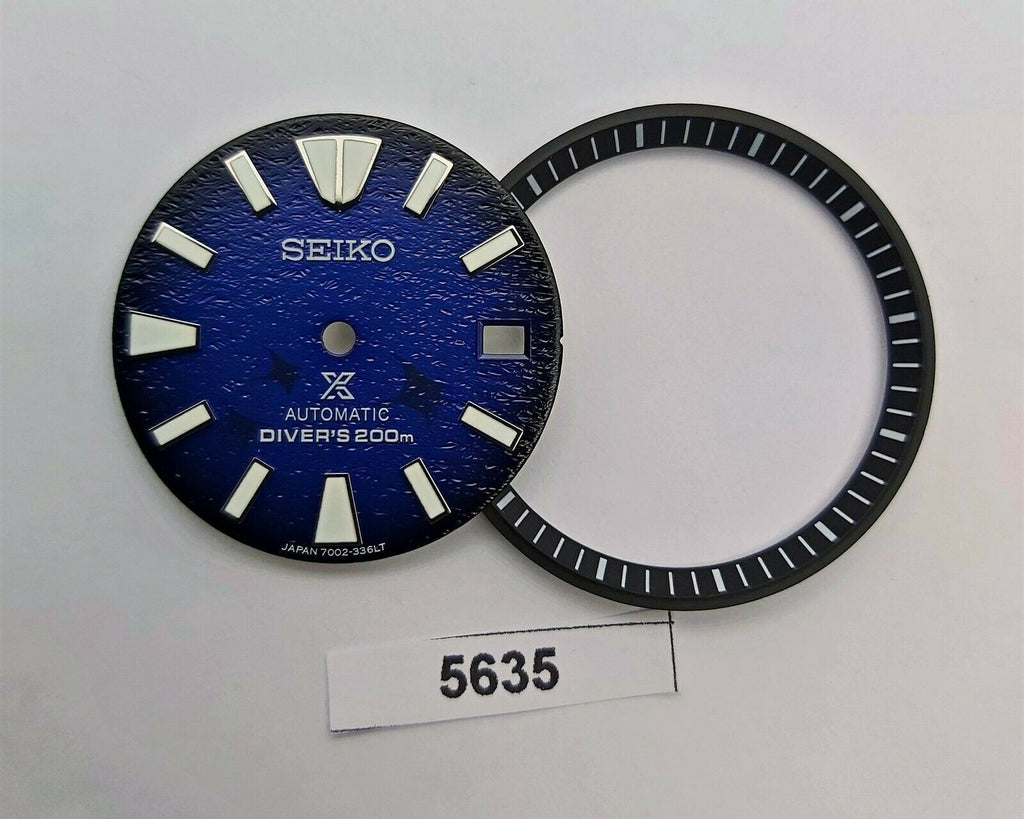 SEIKO
AUTOMATIC
DIVER'S 200m
JAPAN 7002-336LT
5635